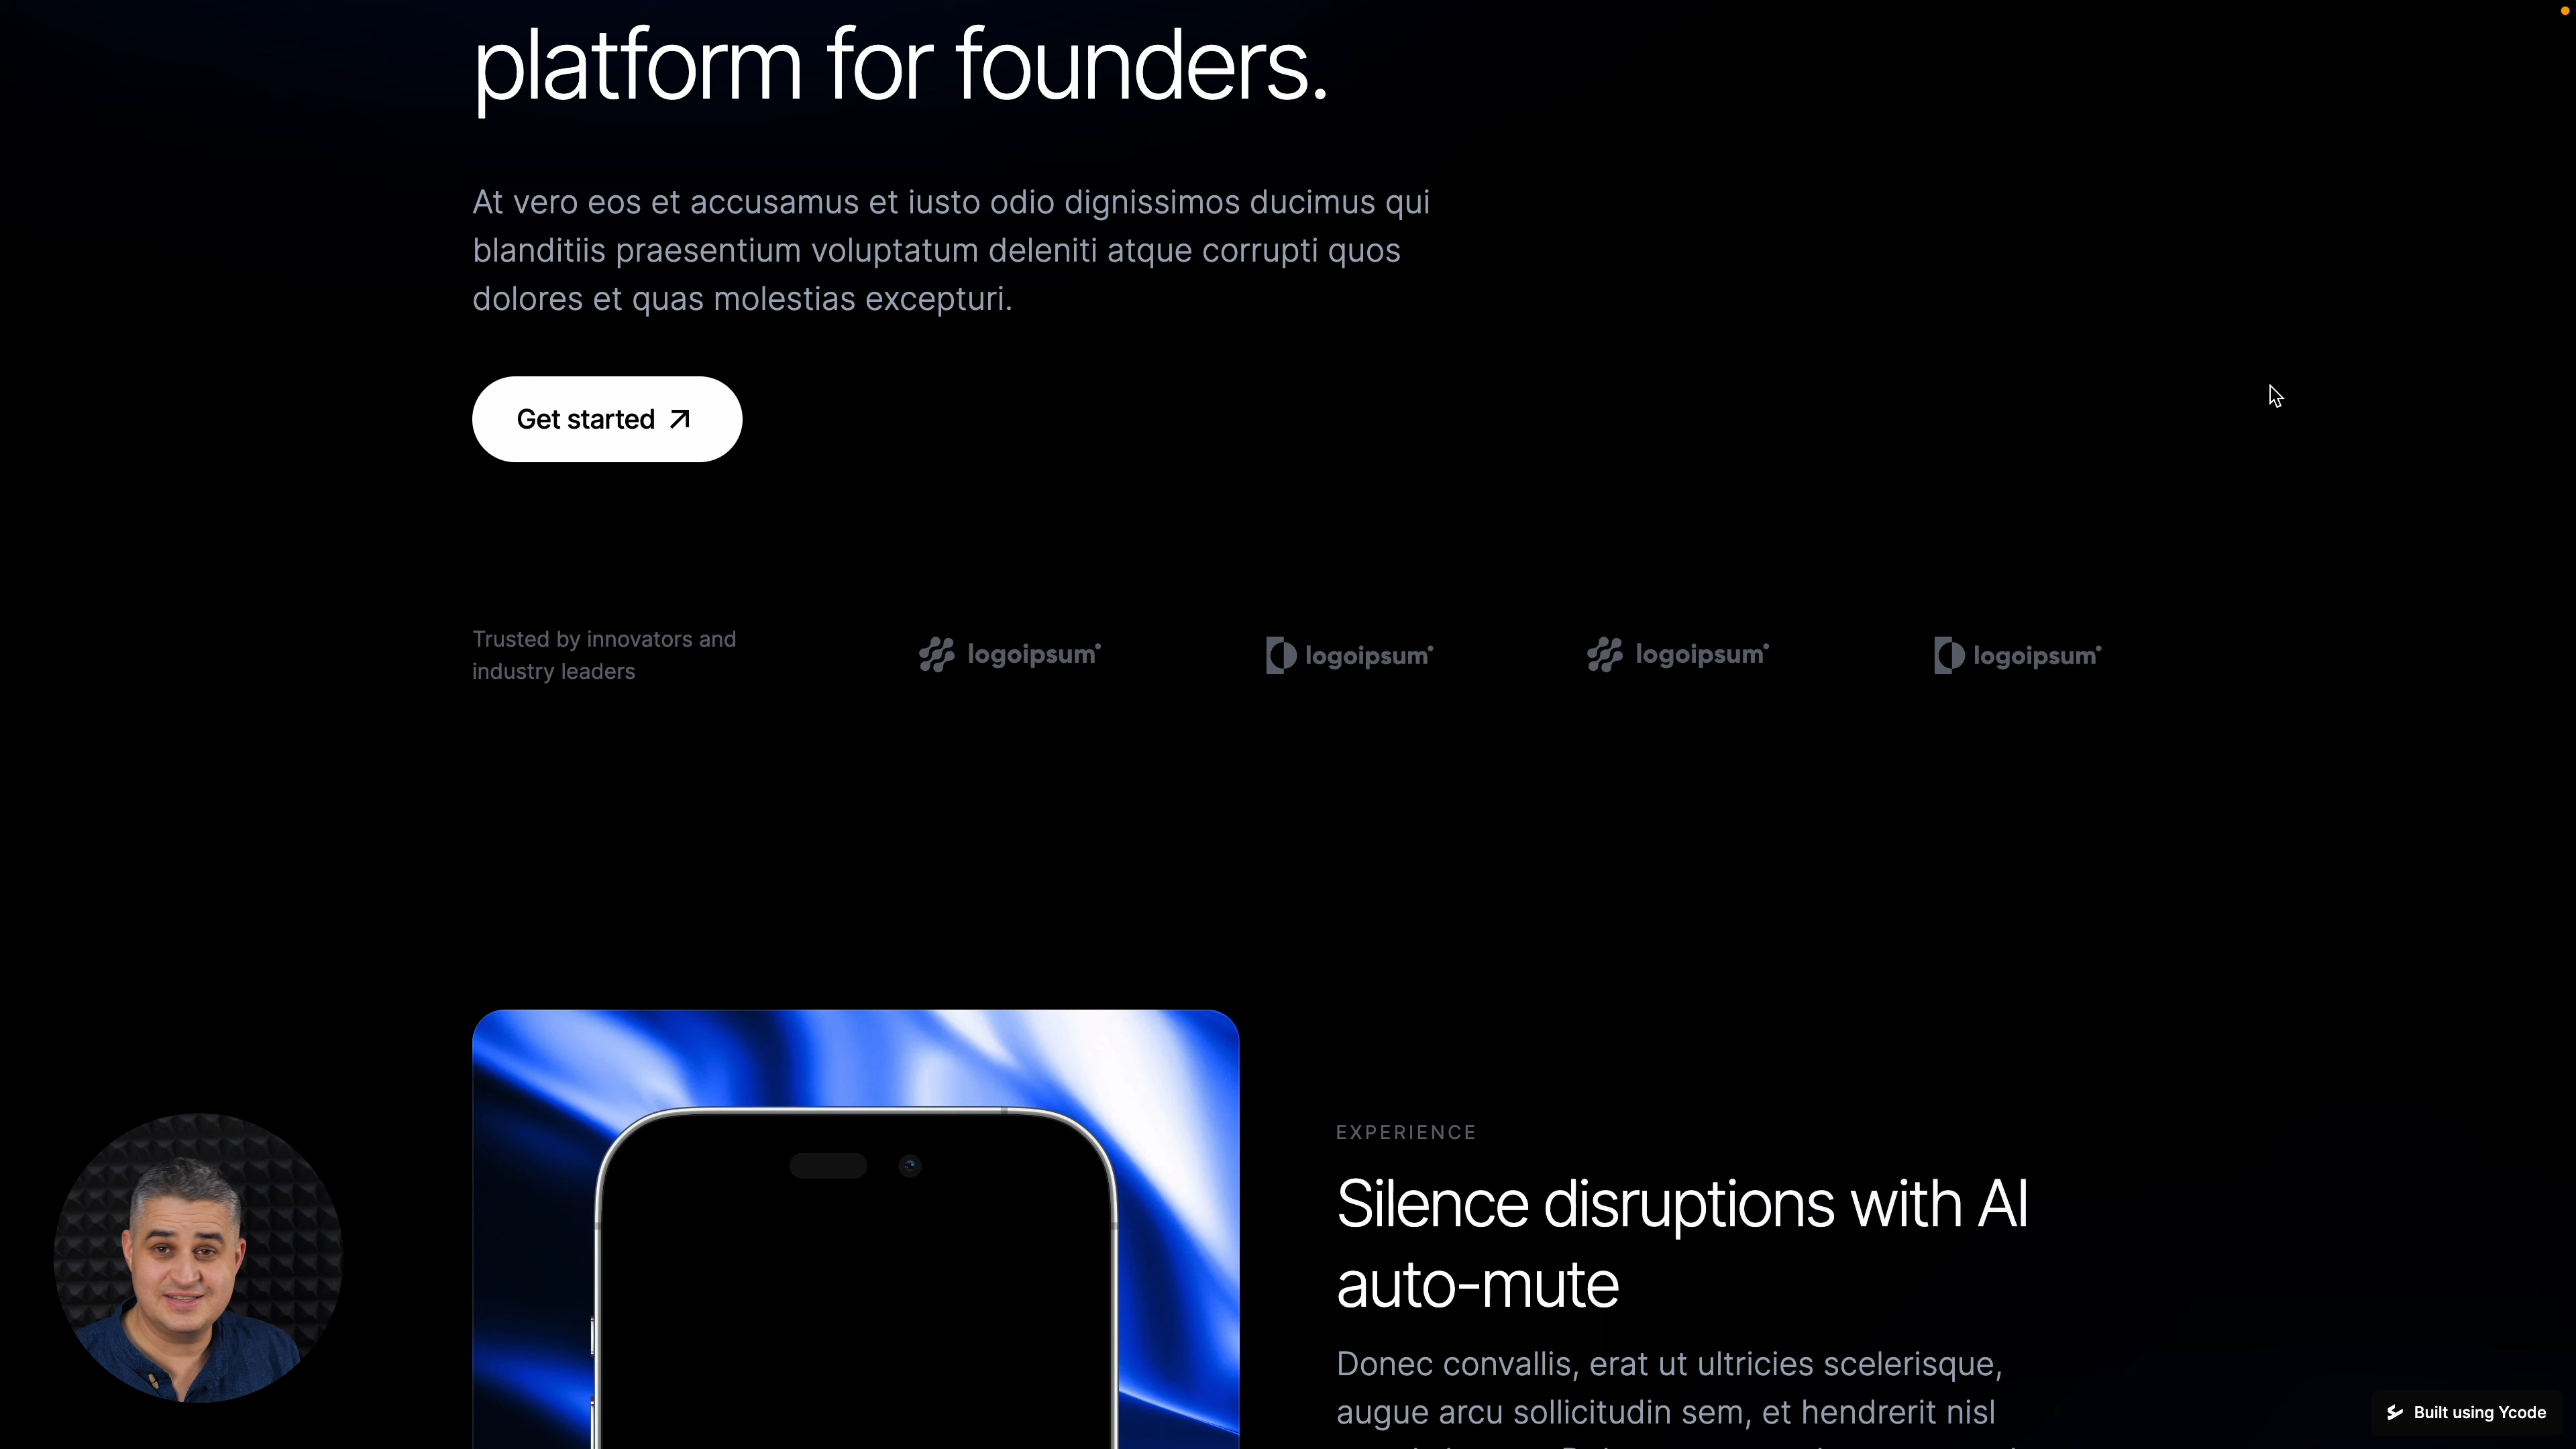 platform for founders.
At vero eos et accusamus et iusto odio dignissimos ducimus qui
blanditiis praesentium voluptatum deleniti atque corrupti quos
dolores et quas molestias excepturi.
Get started
Trusted by innovators and
industry leaders
logoipsum
logoipsum
logoipsum
logoipsum
EXPERIENCE
Silence disruptions with AI
auto-mute
Donec convallis, erat ut ultricies scelerisque,
augue arcu sollicitudin sem, et hendrerit nisl
Built using Ycode